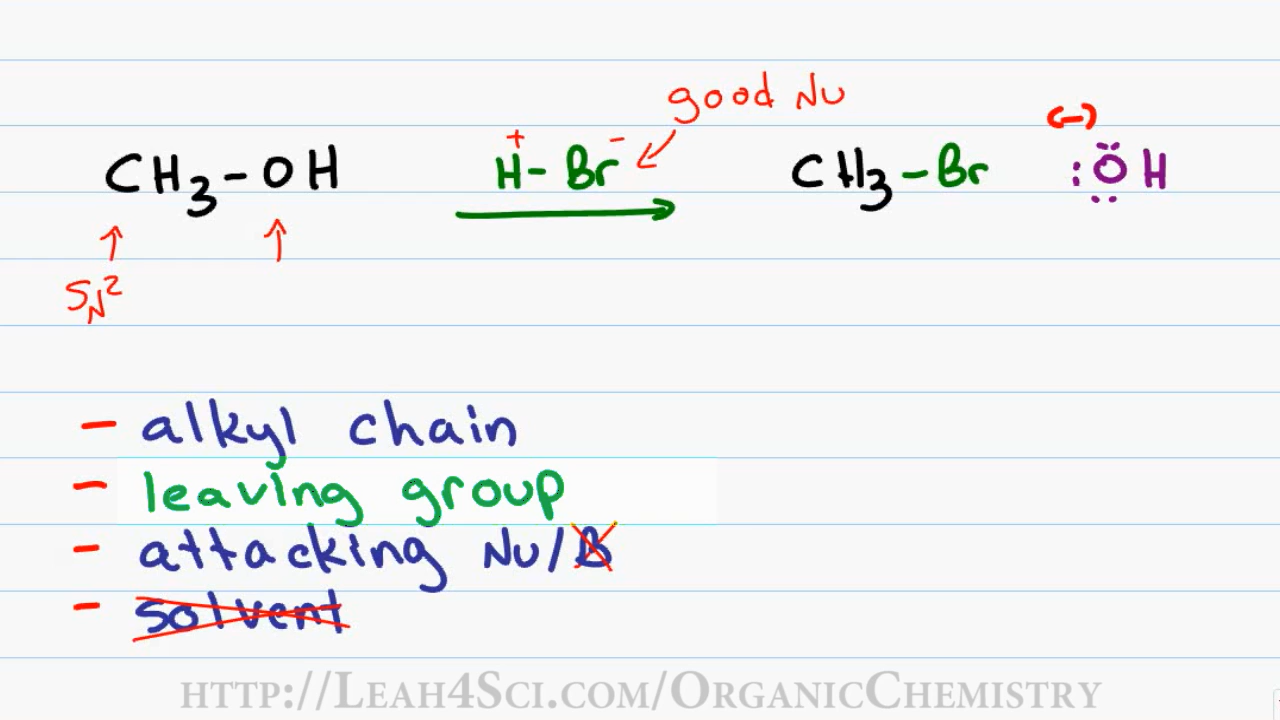 good Nu
CH3-OH H+-Br- CH3-Br :ÖH (-)
SN2
- alkyl chain
- leaving group
- attacking Nu/B
- solvent
HTTP://LEAH4SCI.COM/ORGANICCHEMISTRY